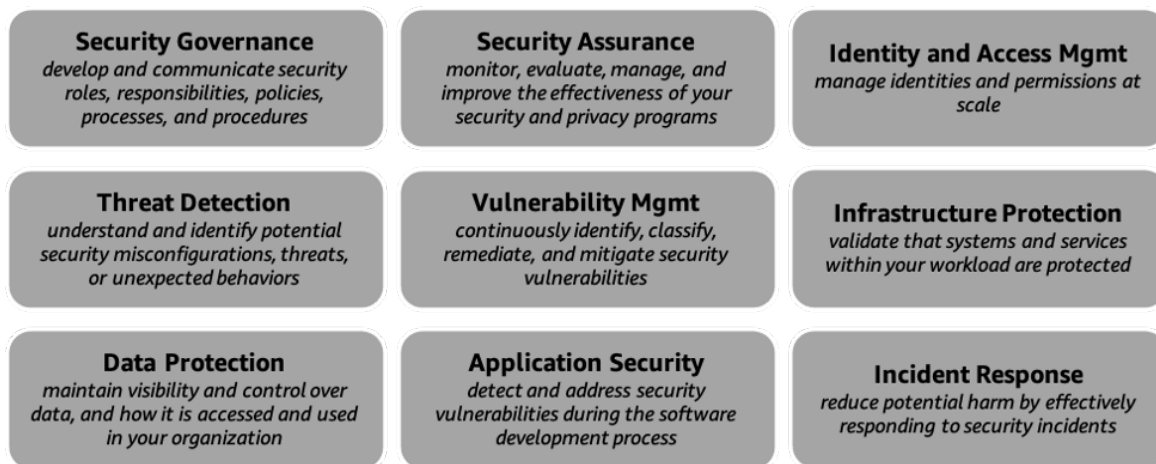 Security Governance
develop and communicate security
roles, responsibilities, policies,
processes, and procedures
Security Assurance
monitor, evaluate, manage, and
improve the effectiveness of your
security and privacy programs
Identity and Access Mgmt
manage identities and permissions at
scale
Threat Detection
understand and identify potential
security misconfigurations, threats,
or unexpected behaviors
Vulnerability Mgmt
continuously identify, classify,
remediate, and mitigate security
vulnerabilities
Infrastructure Protection
validate that systems and services
within your workload are protected
Data Protection
maintain visibility and control over
data, and how it is accessed and used
in your organization
Application Security
detect and address security
vulnerabilities during the software
development process
Incident Response
reduce potential harm by effectively
responding to security incidents